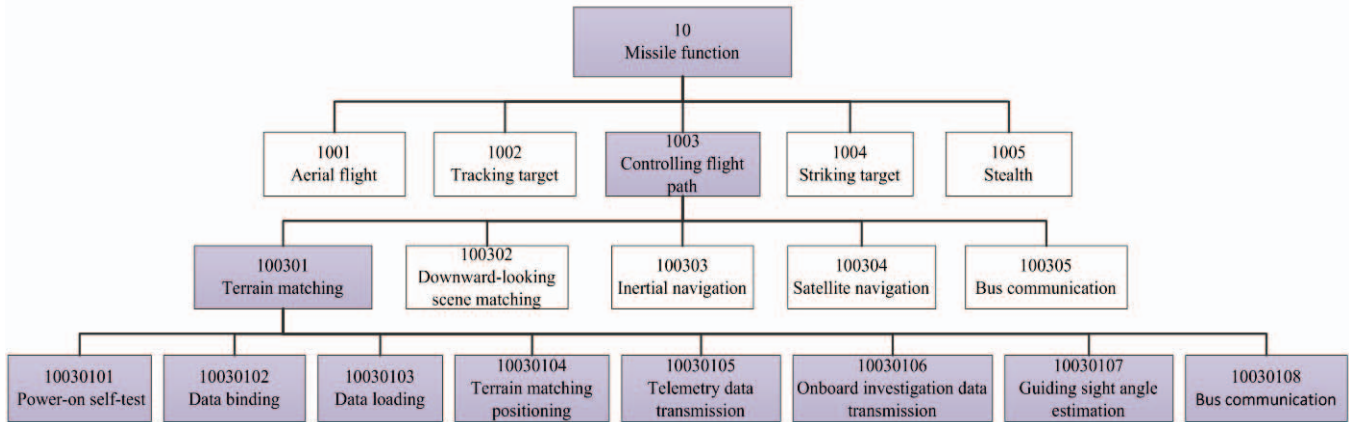 10
Missile function
1001
Aerial flight
1002
Tracking target
1003
Controlling flight
path
1004
Striking target
1005
Stealth
100301
Terrain matching
100302
Downward-looking
scene matching
100303
Inertial navigation
100304
Satellite navigation
100305
Bus communication
10030101
Power-on self-test
10030102
Data binding
10030103
Data loading
10030104
Terrain matching
positioning
10030105
Telemetry data
transmission
10030106
Onboard investigation data
transmission
10030107
Guiding sight angle
estimation
10030108
Bus communication